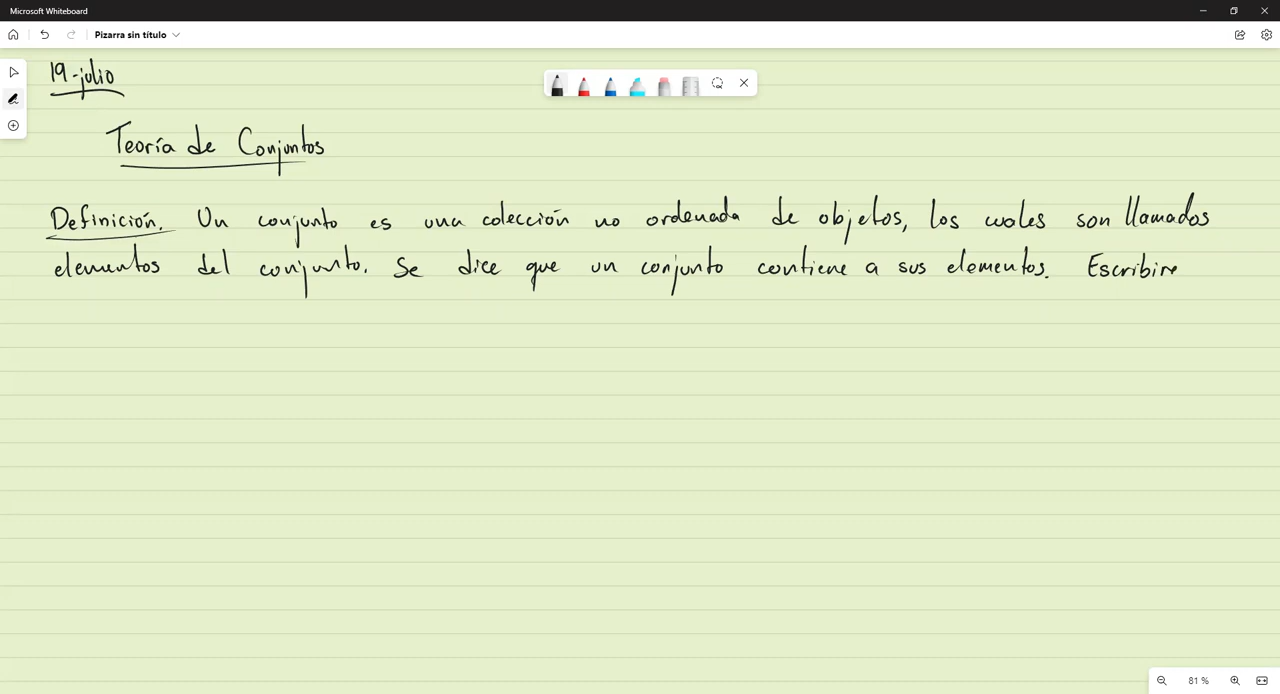 Microsoft Whiteboard
Pizarra sin título
19-julio
Teoría de Conjuntos
Definición. Un conjunto es una colección no ordenada de objetos, los cuales son llamados
elementos del conjunto. Se dice que un conjunto contiene a sus elementos. Escribire
81 %